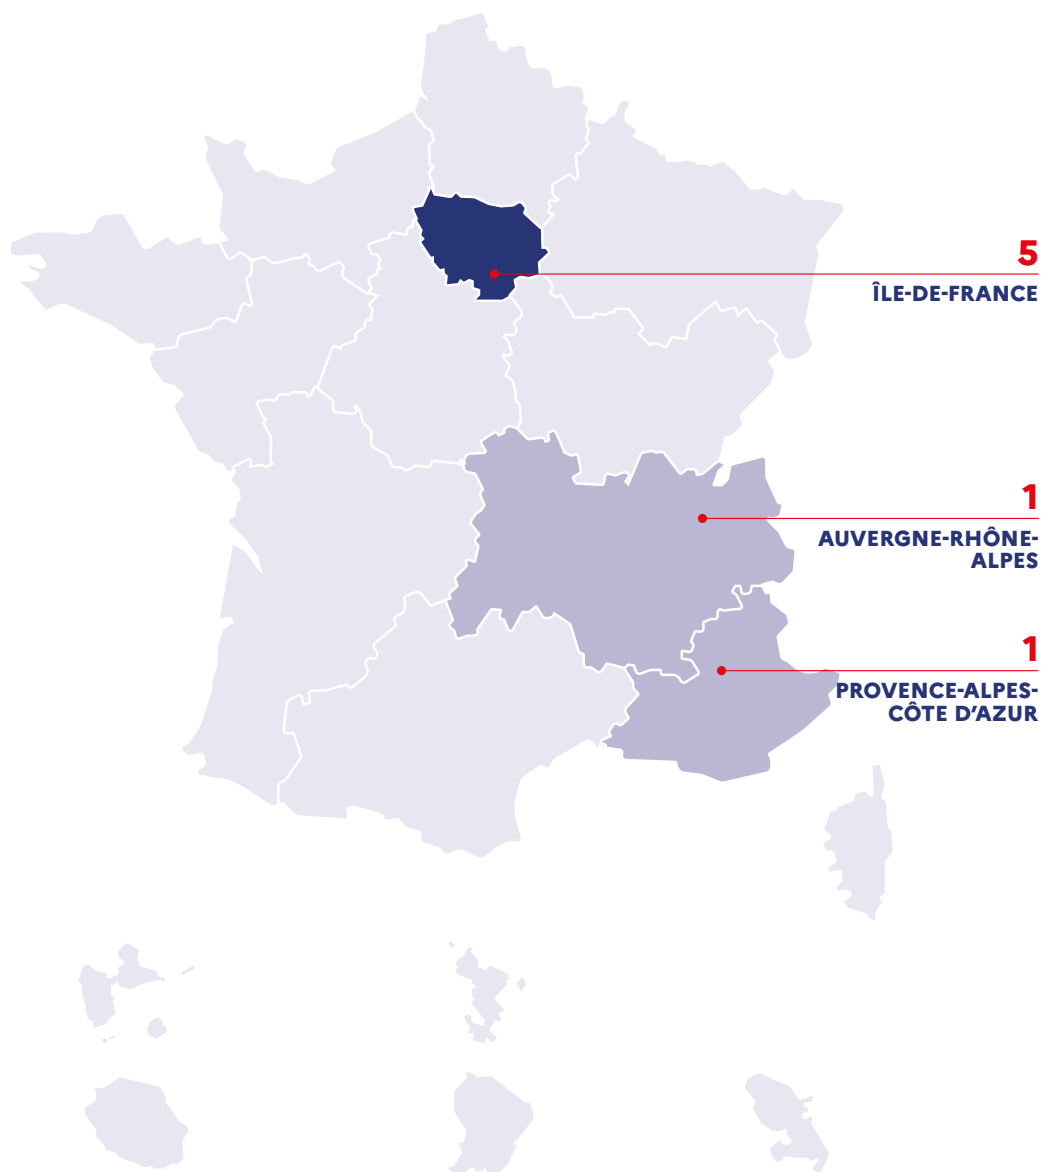 5
ÎLE-DE-FRANCE
1
AUVERGNE-RHÔNE-
ALPES
1
PROVENCE-ALPES-
CÔTE D’AZUR